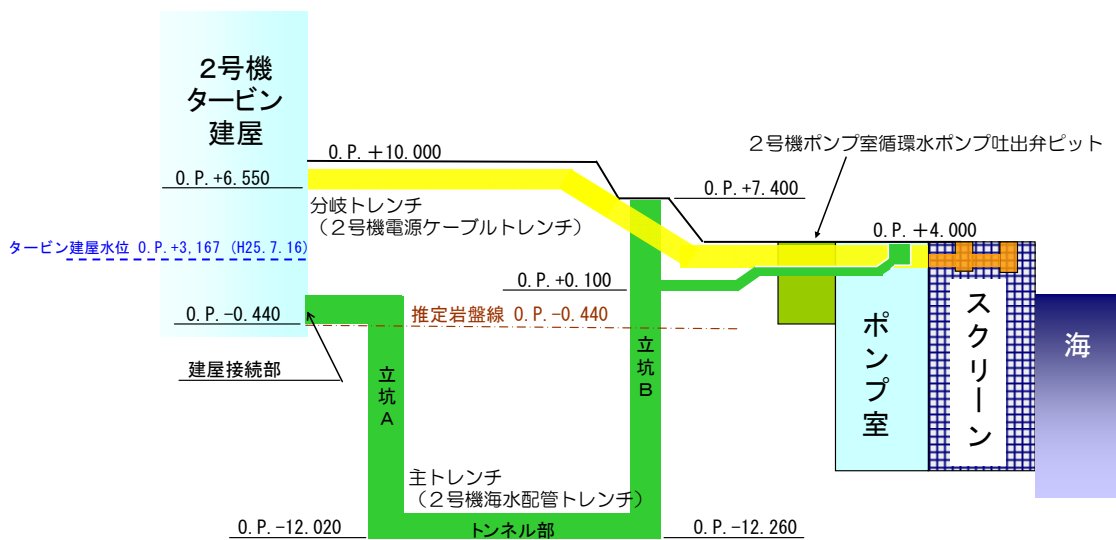 ２号機
タービン
建屋
O.P.＋10.000
２号機ポンプ室循環水ポンプ吐出弁ピット
O.P.+6.550
O.P.+7.400
分岐トレンチ
（２号機電源ケーブルトレンチ）
O.P.＋4.000
タービン建屋水位 O.P.+3,167 (H25.7.16)
O.P.+0.100
O.P.-0.440
推定岩盤線 O.P.-0.440
建屋接続部
立坑A
立坑B
ポンプ室
スクリーン
海
主トレンチ
（２号機海水配管トレンチ）
O.P.-12.020
トンネル部
O.P.-12.260